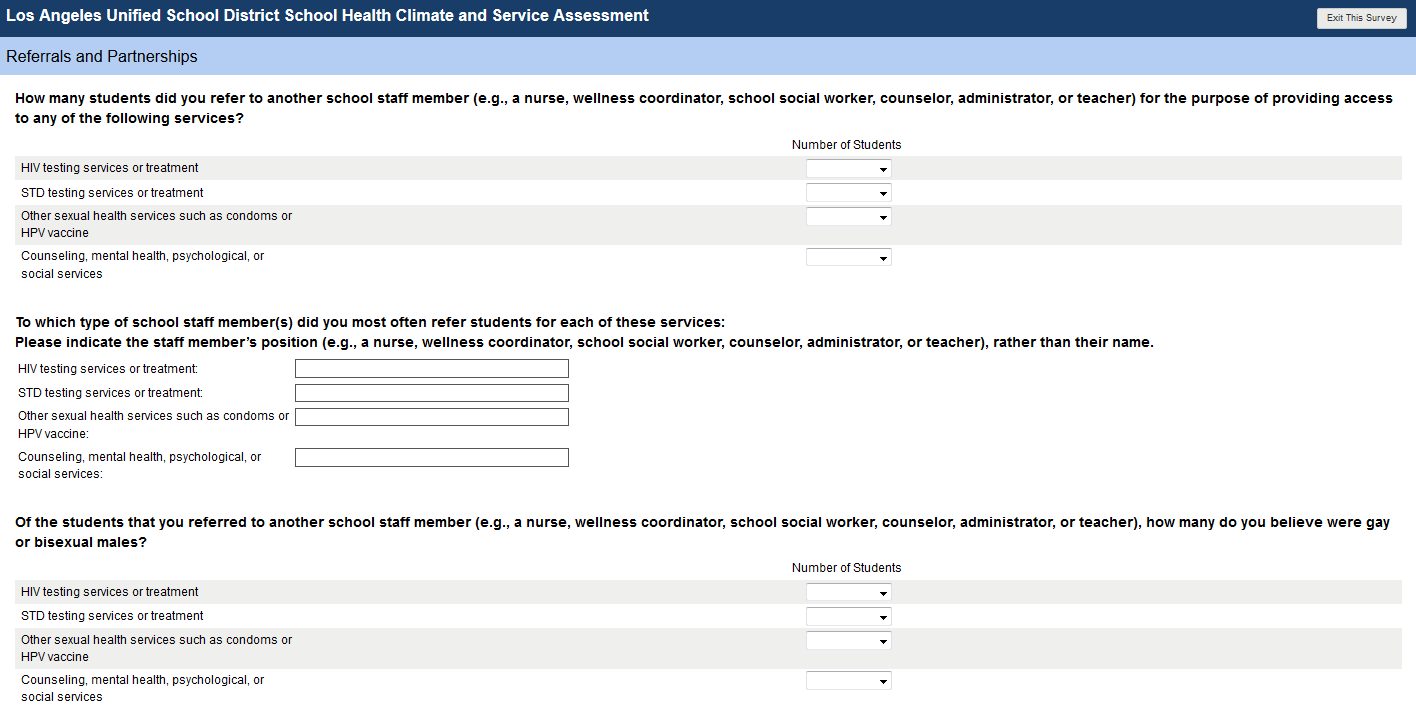 Los Angeles Unified School District School Health Climate and Service Assessment
Exit This Survey
Referrals and Partnerships
How many students did you refer to another school staff member (e.g., a nurse, wellness coordinator, school social worker, counselor, administrator, or teacher) for the purpose of providing access
to any of the following services?
Number of Students
HIV testing services or treatment
STD testing services or treatment
Other sexual health services such as condoms or
HPV vaccine
Counseling, mental health, psychological, or
social services
To which type of school staff member(s) did you most often refer students for each of these services:
Please indicate the staff member’s position (e.g., a nurse, wellness coordinator, school social worker, counselor, administrator, or teacher), rather than their name.
HIV testing services or treatment:
STD testing services or treatment:
Other sexual health services such as condoms or
HPV vaccine:
Counseling, mental health, psychological, or
social services:
Of the students that you referred to another school staff member (e.g., a nurse, wellness coordinator, school social worker, counselor, administrator, or teacher), how many do you believe were gay
or bisexual males?
Number of Students
HIV testing services or treatment
STD testing services or treatment
Other sexual health services such as condoms or
HPV vaccine
Counseling, mental health, psychological, or
social services